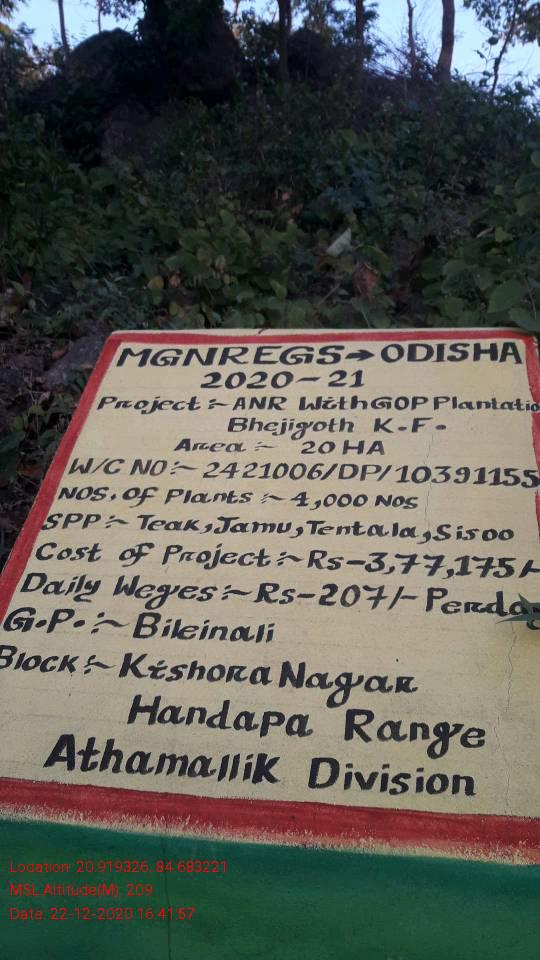 MGNREGS → ODISHA
2020-21
Project :- ANR With GOP Plantatio
Bhejigoth K.F.
Area :- 20 HA
W/C NO :- 2421006/DP/10391155
NOS. Of Plants :- 4,000 Nos
SPP :- Teak, Jamu, Tentala, Sisoo
Cost of Project :- Rs-3,77,175/-
Daily Weges :- Rs-207/- Perday
G.P. :- Bileinali
Block :- Kishora Nagar
Handapa Range
Athamallik Division
Location: 20.919326, 84.683221
MSL Altitude(M): 209
Date: 22-12-2020 16:41:57